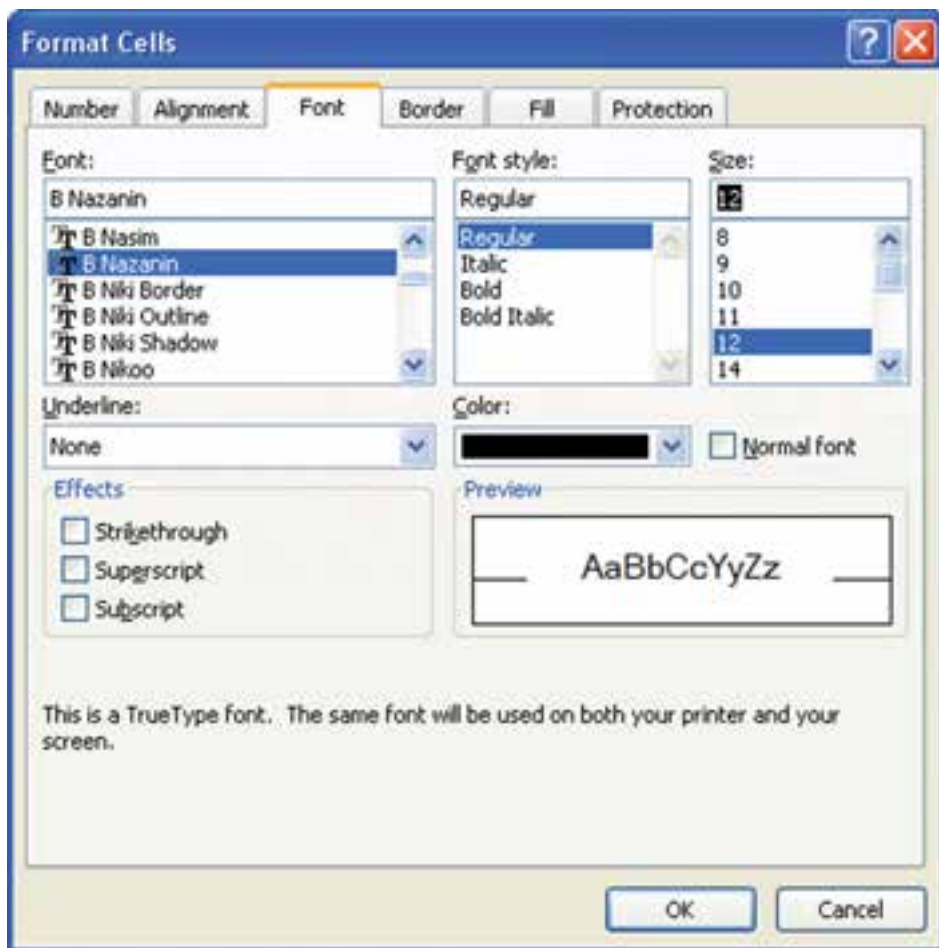 Format Cells
Number Alignment Font Border Fill Protection
Font: Font style: Size:
B Nazanin Regular 12
B Nasim Regular 8
B Nazanin Italic 9
B Niki Border Bold 10
B Niki Outline Bold Italic 11
B Niki Shadow 12
B Nikoo 14
Underline: Color:
None Normal font
Effects Preview
Strikethrough
Superscript AaBbCcYyZz
Subscript
This is a TrueType font. The same font will be used on both your printer and your
screen.
OK Cancel